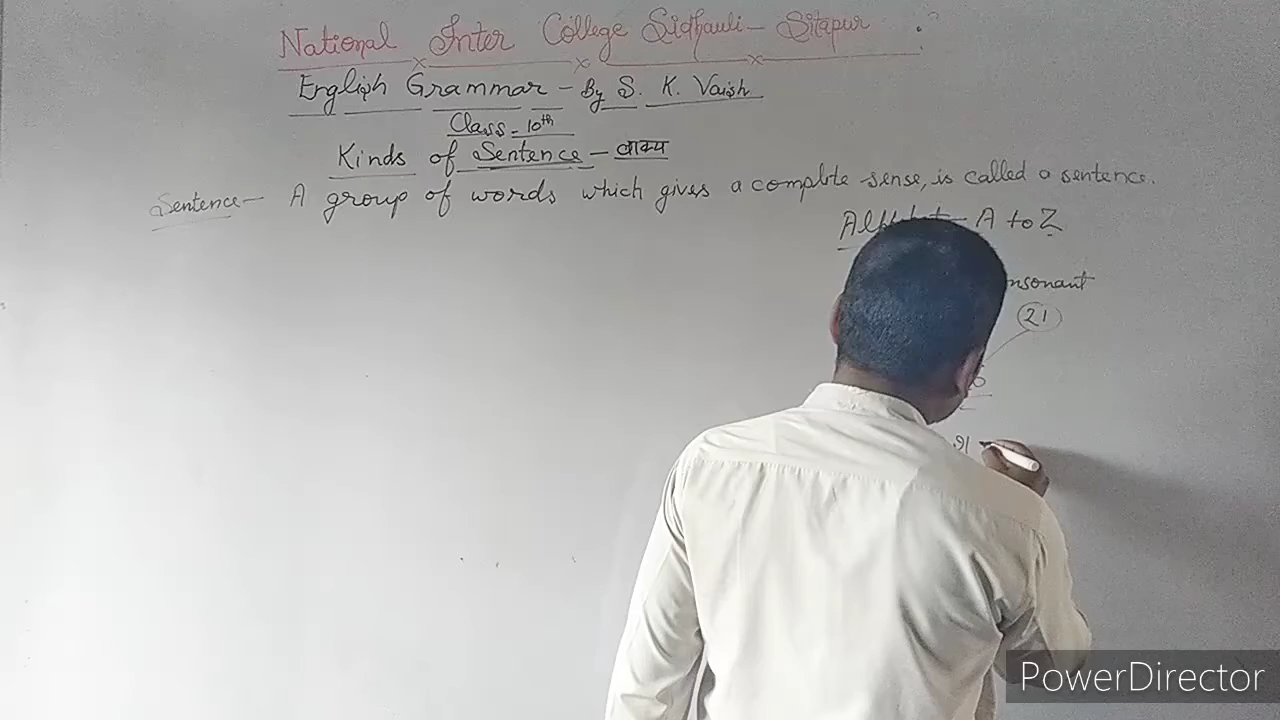 National Inter College Sidhauli - Sitapur
English Grammar - By S. K. Vaish
Class - 10th
Kinds of Sentence - वाक्य
Sentence - A group of words which gives a complete sense, is called a sentence.
A to Z
nsonant
21
PowerDirector